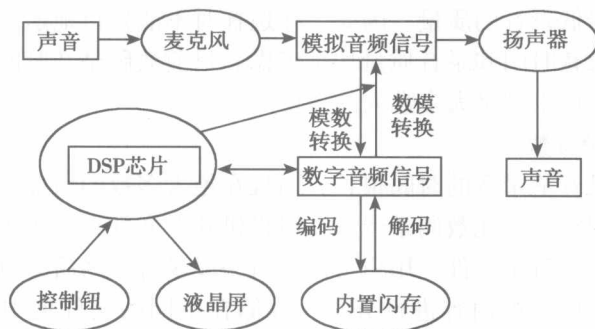 声音
麦克风
模拟音频信号
扬声器
模数
转换
数模
转换
DSP芯片
数字音频信号
声音
编码
解码
控制钮
液晶屏
内置闪存